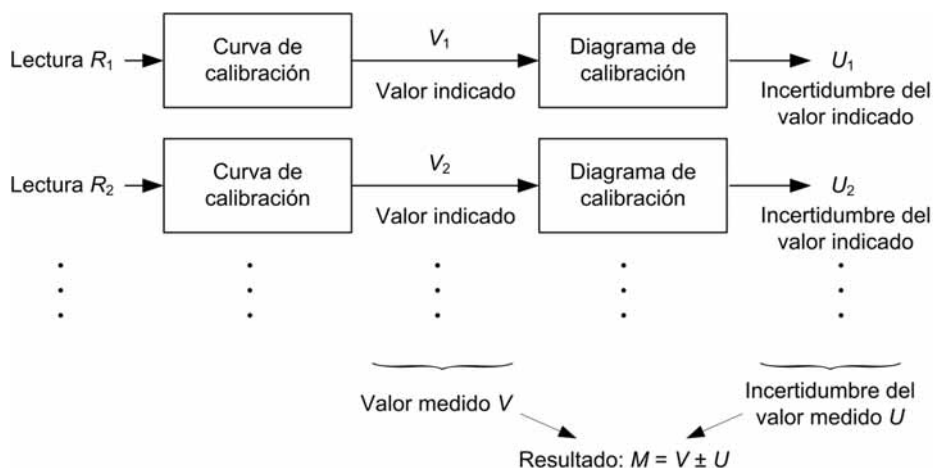 Lectura R1
Curva de
calibración
V1
Valor indicado
Diagrama de
calibración
U1
Incertidumbre del
valor indicado
Lectura R2
Curva de
calibración
V2
Valor indicado
Diagrama de
calibración
U2
Incertidumbre del
valor indicado
Valor medido V
Incertidumbre del
valor medido U
Resultado: M = V ± U